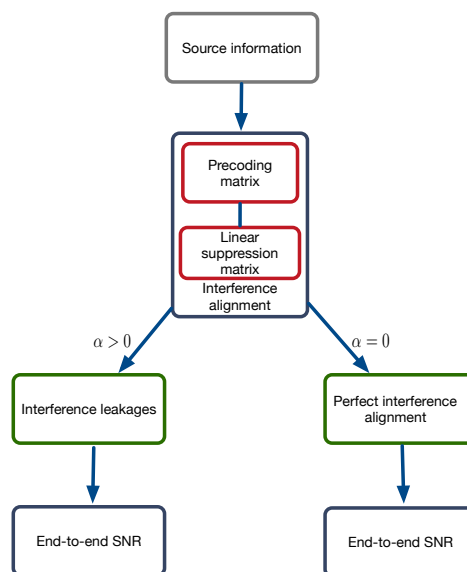 Source information
Precoding
matrix
Linear
suppression
matrix
Interference
alignment
α > 0
α = 0
Interference leakages
Perfect interference
alignment
End-to-end SNR
End-to-end SNR